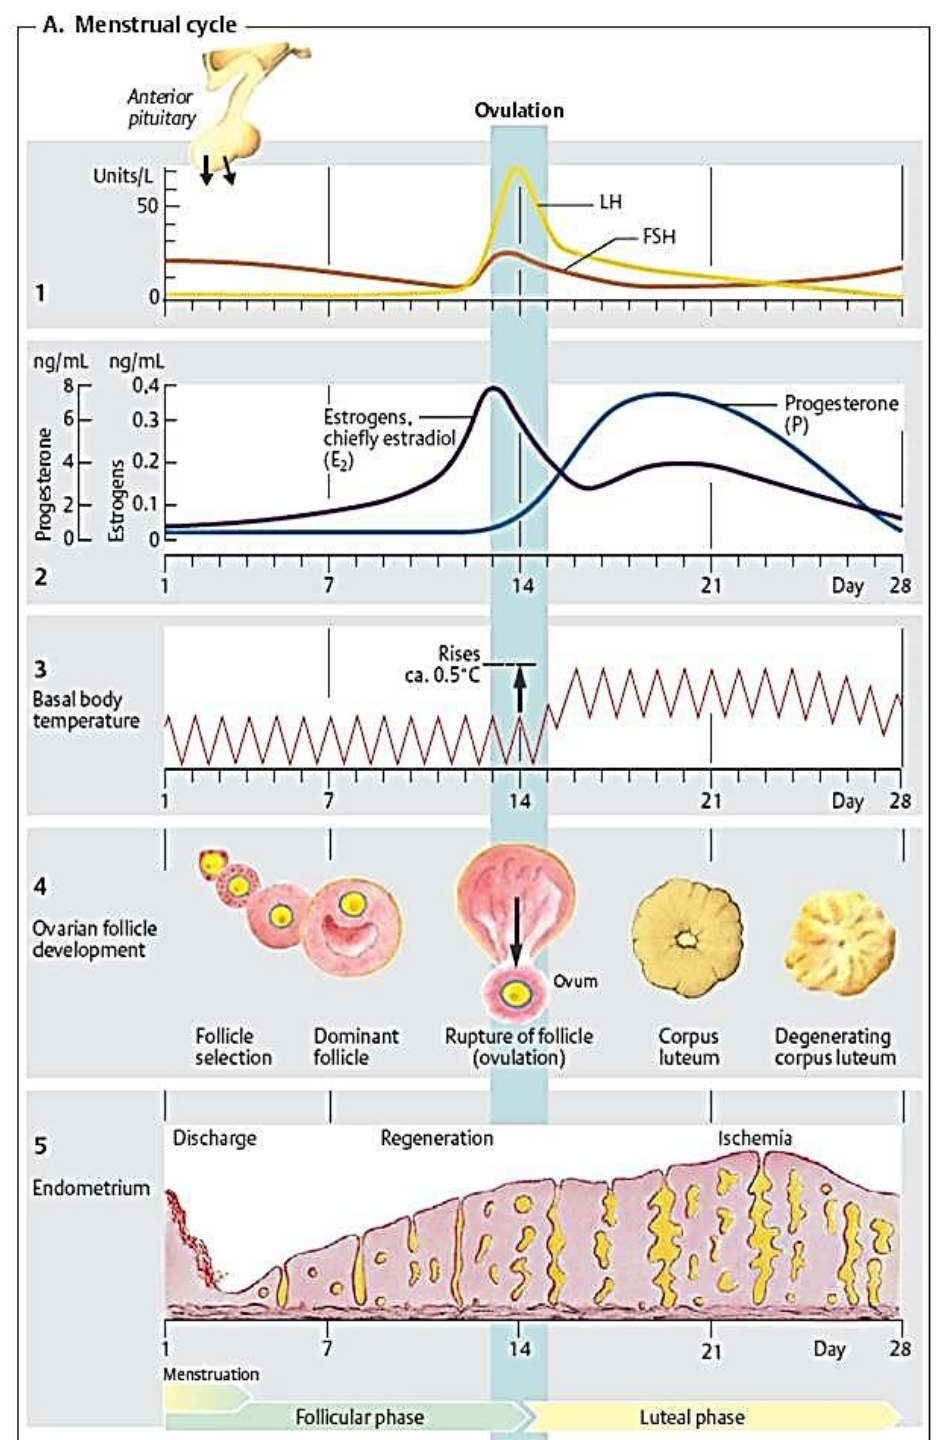 A. Menstrual cycle
Anterior
pituitary
Ovulation
Units/L
50
0
LH
FSH
1
ng/mL ng/mL
8 0,4
6 0.3
4 0.2
2 0.1
0 0
Progesterone
Estrogens
Estrogens,
chiefly estradiol
(E₂)
Progesterone
(P)
2
1 7 14 21 Day 28
3
Basal body
temperature
Rises
ca. 0.5°C
1 7 14 21 Day 28
4
Ovarian follicle
development
Ovum
Follicle
selection
Dominant
follicle
Rupture of follicle
(ovulation)
Corpus
luteum
Degenerating
corpus luteum
5
Endometrium
Discharge Regeneration Ischemia
1 7 14 21 Day 28
Menstruation
Follicular phase Luteal phase